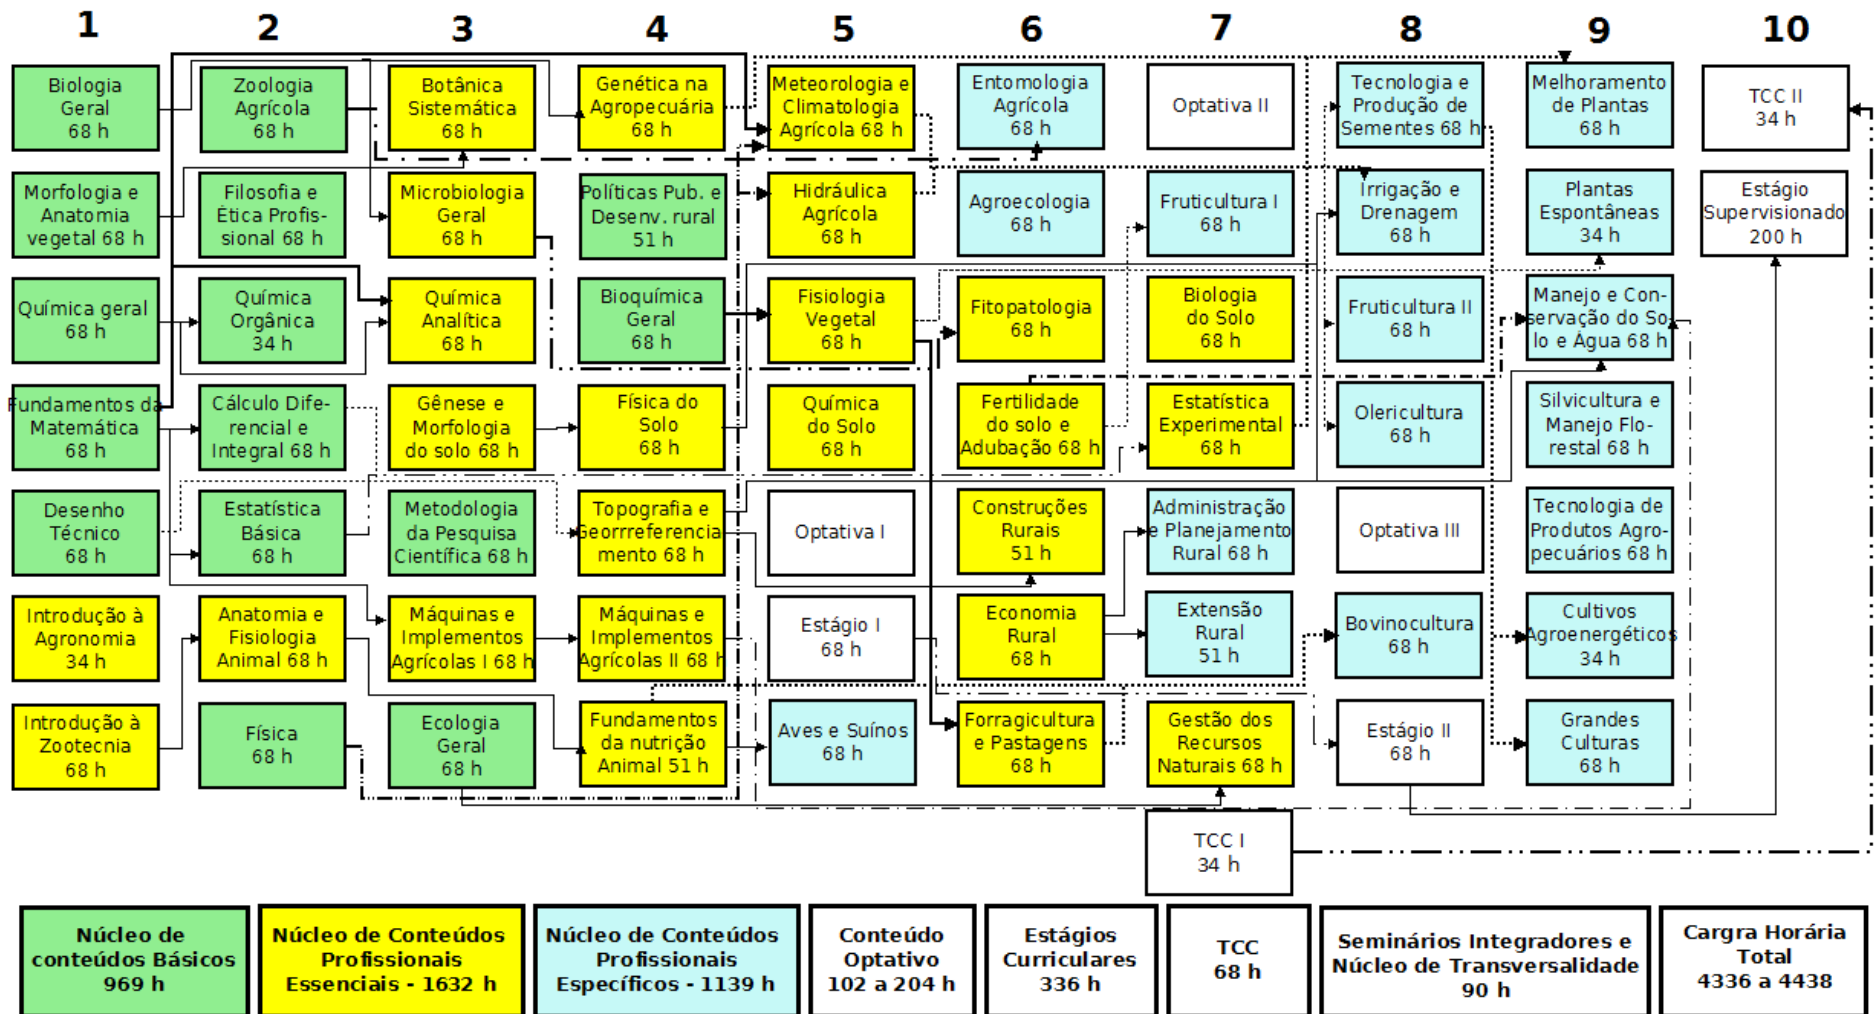 1 2 3 4 5 6 7 8 9 10
Biologia
Geral
68 h
Zoologia
Agrícola
68 h
Botânica
Sistemática
68 h
Genética na
Agropecuária
68 h
Meteorologia e
Climatologia
Agrícola 68 h
Entomologia
Agrícola
68 h
Optativa II
Tecnologia e
Produção de
Sementes 68 h
Melhoramento
de Plantas
68 h
TCC II
34 h
Morfologia e
Anatomia
vegetal 68 h
Filosofia e
Ética Profis-
sional 68 h
Microbiologia
Geral
68 h
Políticas Pub. e
Desenv. rural
51 h
Hidráulica
Agrícola
68 h
Agroecologia
68 h
Fruticultura I
68 h
Irrigação e
Drenagem
68 h
Plantas
Espontâneas
34 h
Estágio
Supervisionado
200 h
Química geral
68 h
Química
Orgânica
34 h
Química
Analítica
68 h
Bioquímica
Geral
68 h
Fisiologia
Vegetal
68 h
Fitopatologia
68 h
Biologia
do Solo
68 h
Fruticultura II
68 h
Manejo e Con-
servação do So-
lo e Água 68 h
Fundamentos da
Matemática
68 h
Cálculo Dife-
rencial e
Integral 68 h
Gênese e
Morfologia
do solo 68 h
Física do
Solo
68 h
Química
do Solo
68 h
Fertilidade
do solo e
Adubação 68 h
Estatística
Experimental
68 h
Olericultura
68 h
Silvicultura e
Manejo Flo-
restal 68 h
Desenho
Técnico
68 h
Estatística
Básica
68 h
Metodologia
da Pesquisa
Científica 68 h
Topografia e
Georrreferencia
mento 68 h
Optativa I
Construções
Rurais
51 h
Administração
e Planejamento
Rural 68 h
Optativa III
Tecnologia de
Produtos Agro-
pecuários 68 h
Introdução à
Agronomia
34 h
Anatomia e
Fisiologia
Animal 68 h
Máquinas e
Implementos
Agrícolas I 68 h
Máquinas e
Implementos
Agrícolas II 68 h
Estágio I
68 h
Economia
Rural
68 h
Extensão
Rural
51 h
Bovinocultura
68 h
Cultivos
Agroenergéticos
34 h
Introdução à
Zootecnia
68 h
Física
68 h
Ecologia
Geral
68 h
Fundamentos
da nutrição
Animal 51 h
Aves e Suínos
68 h
Forragicultura
e Pastagens
68 h
Gestão dos
Recursos
Naturais 68 h
Estágio II
68 h
Grandes
Culturas
68 h
TCC I
34 h
Núcleo de
conteúdos Básicos
969 h
Núcleo de Conteúdos
Profissionais
Essenciais - 1632 h
Núcleo de Conteúdos
Profissionais
Específicos - 1139 h
Conteúdo
Optativo
102 a 204 h
Estágios
Curriculares
336 h
TCC
68 h
Seminários Integradores e
Núcleo de Transversalidade
90 h
Cargra Horária
Total
4336 a 4438